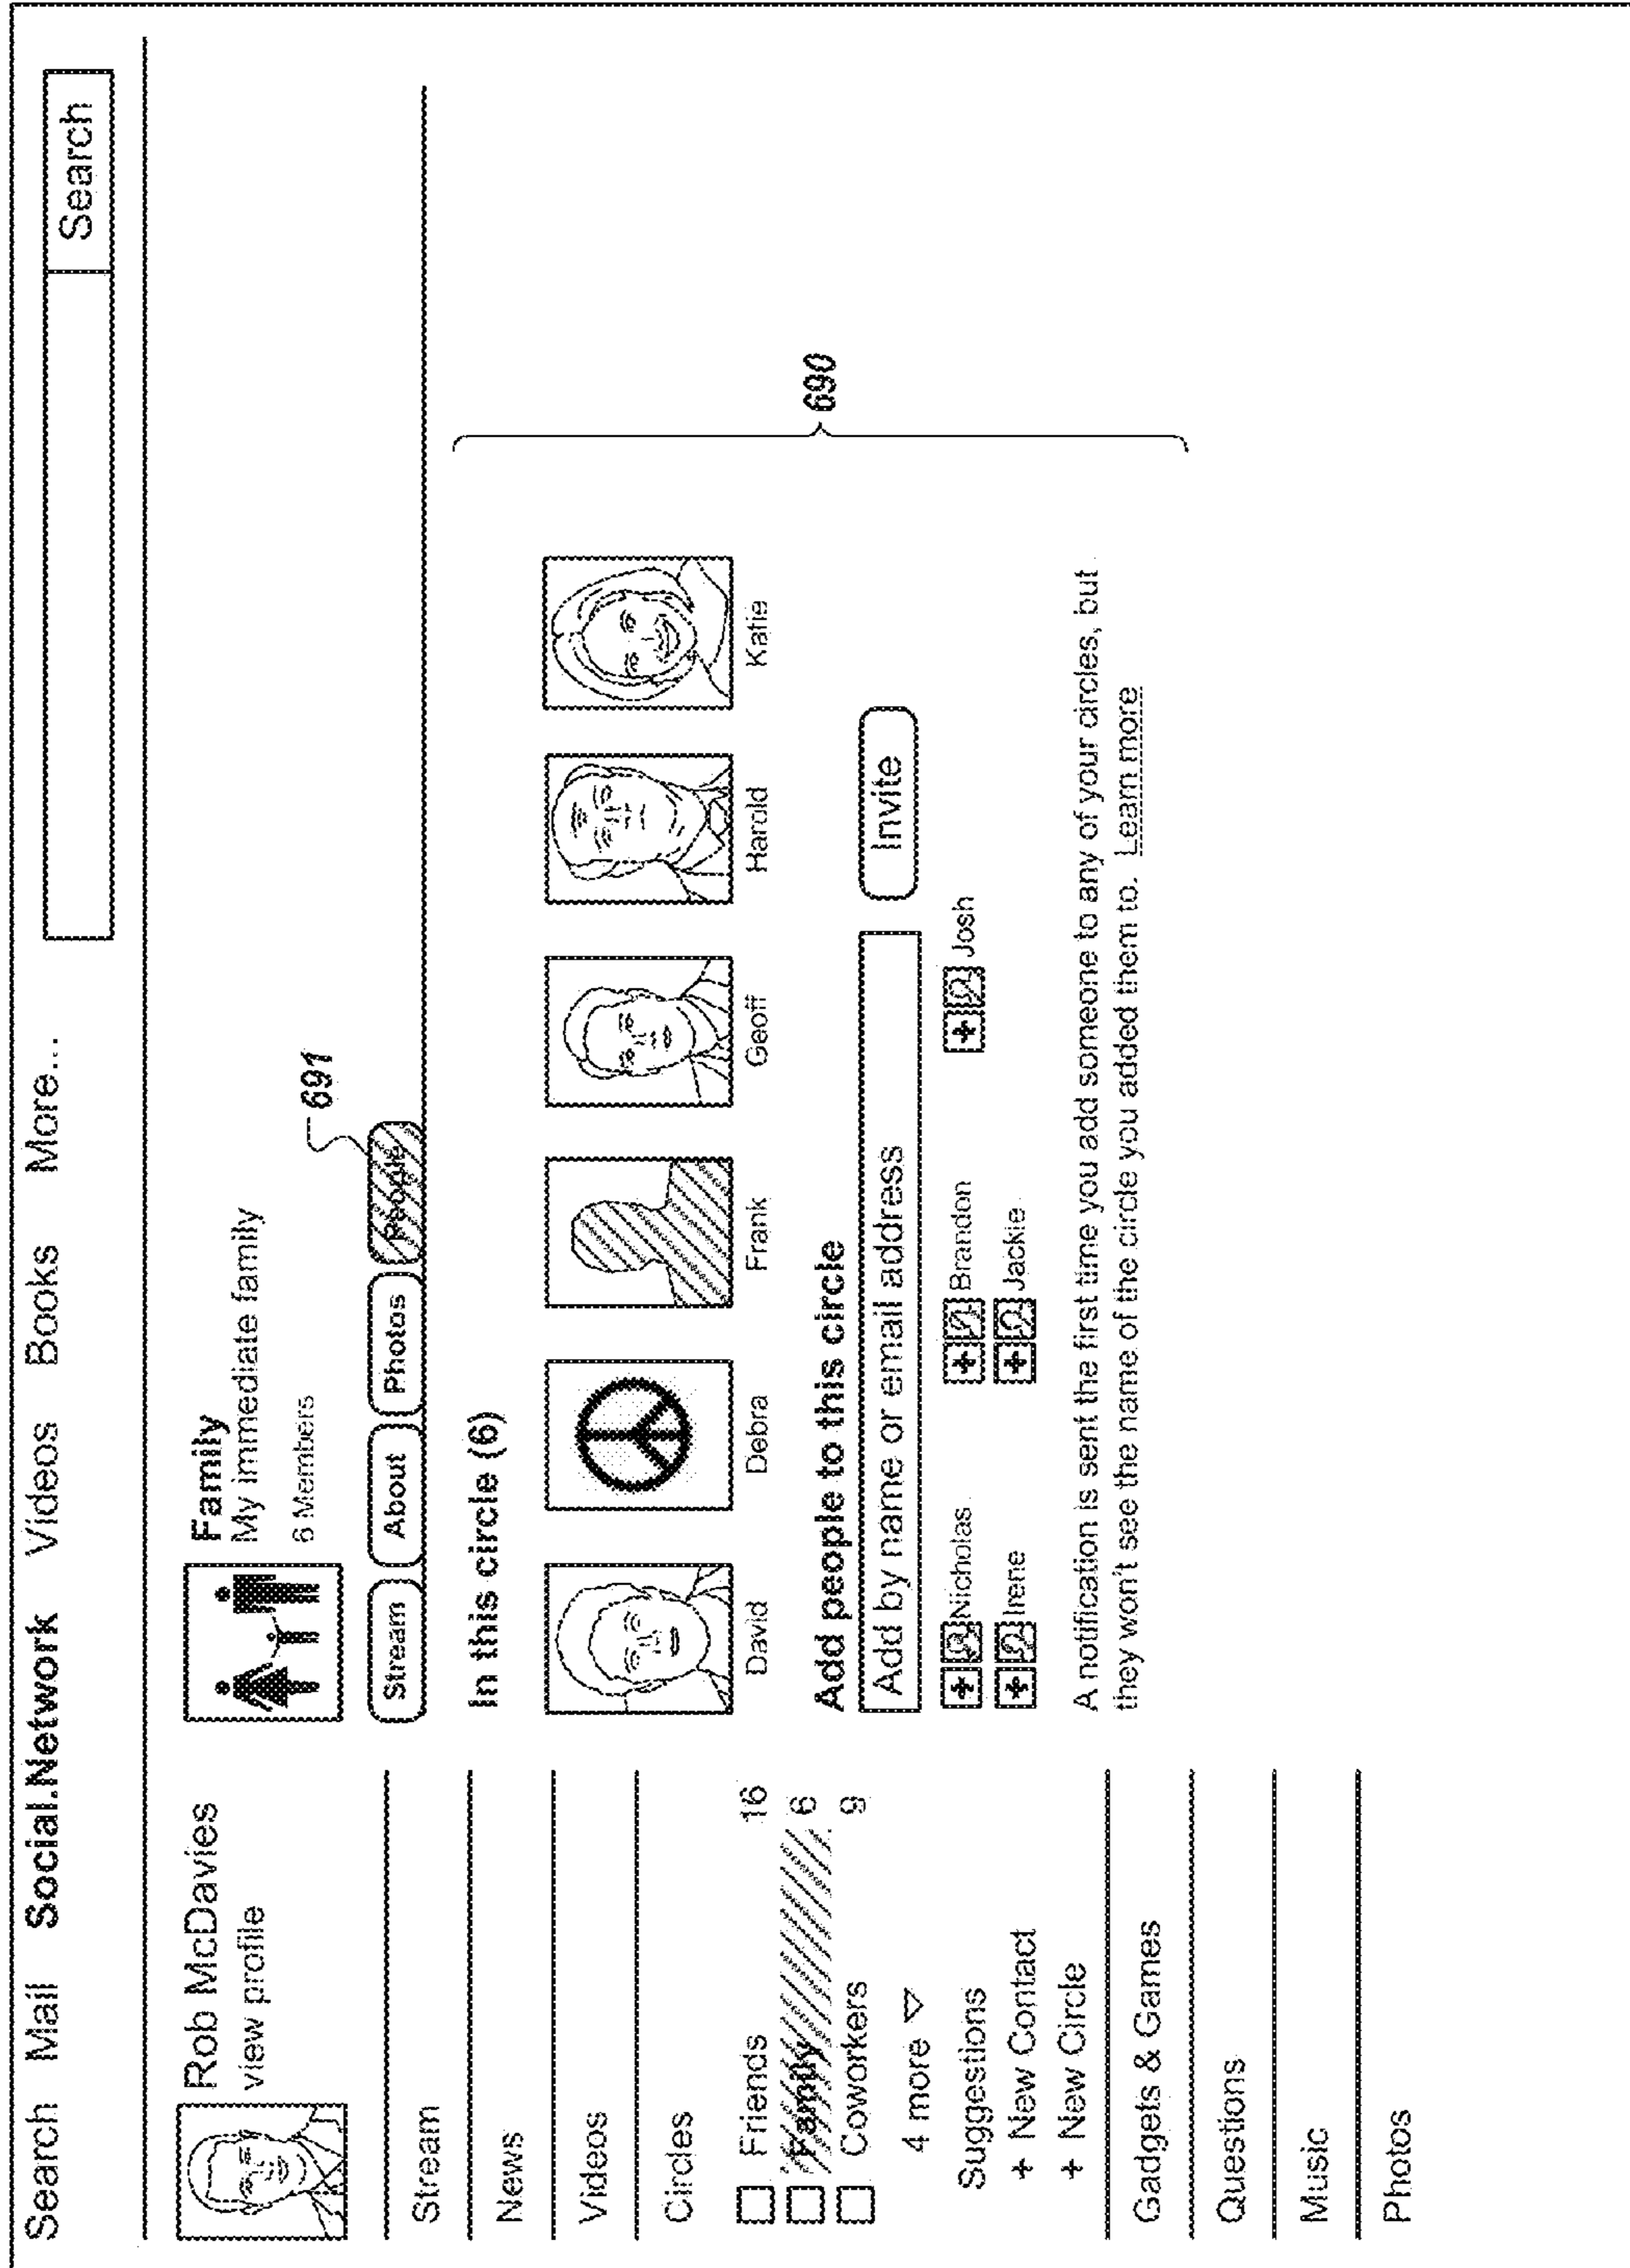 Search Mail Social.Network Videos Books More... Search
Rob McDavies
view profile
Stream
News
Videos
Circles
Friends 16
Family 6
Coworkers 9
4 more ▽
Suggestions
+ New Contact
+ New Circle
Gadgets & Games
Questions
Music
Photos
Family
My immediate family
6 Members
691
Stream About Photos People
In this circle (6)
David Debra Frank Geoff Harold Katie
690
Add people to this circle
Add by name or email address Invite
+ Nicholas + Brandon + Josh
+ Irene + Jackie
A notification is sent the first time you add someone to any of your circles, but
they won't see the name of the circle you added them to. Learn more